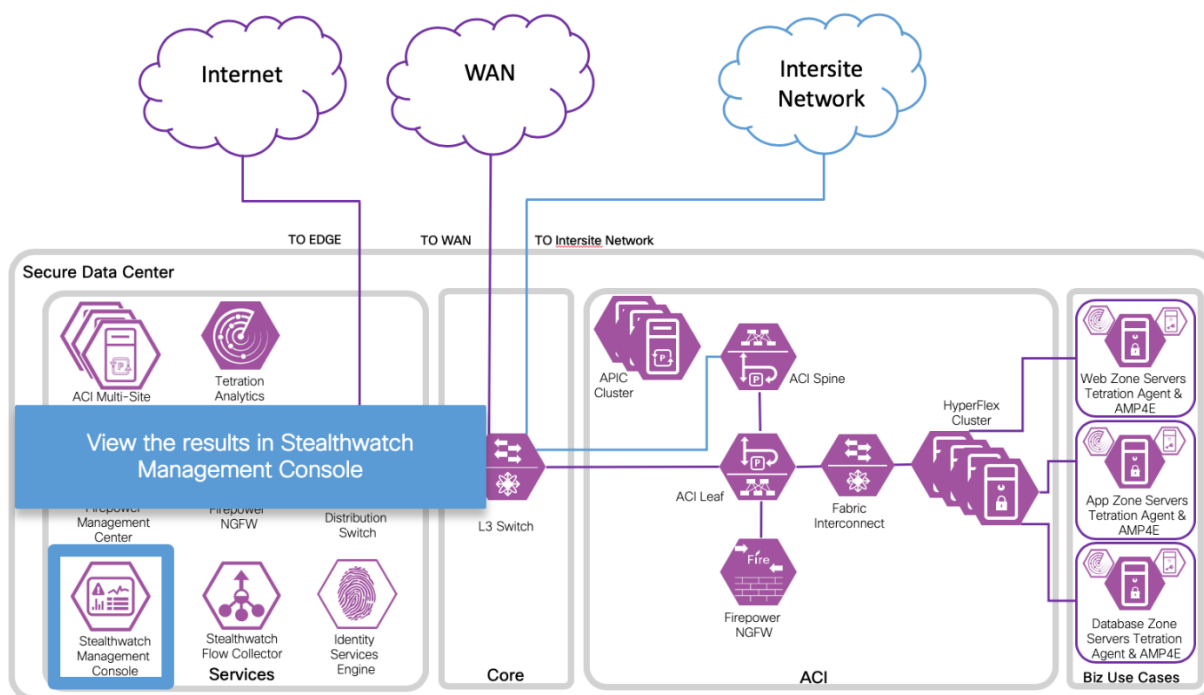 Internet
WAN
Intersite
Network
TO EDGE
TO WAN
TO Intersite Network
Secure Data Center
ACI Multi-Site
Tetration
Analytics
APIC
Cluster
ACI Spine
HyperFlex
Cluster
Web Zone Servers
Tetration Agent &
AMP4E
View the results in Stealthwatch
Management Console
L3 Switch
ACI Leaf
Fabric
Interconnect
App Zone Servers
Tetration Agent &
AMP4E
Firepower
Management
Center
Firepower
NGFW
Distribution
Switch
Fire
Firepower
NGFW
Database Zone
Servers Tetration
Agent & AMP4E
Stealthwatch
Management
Console
Stealthwatch
Flow Collector
Identity
Services
Engine
Services
Core
ACI
Biz Use Cases
P
P
P
P